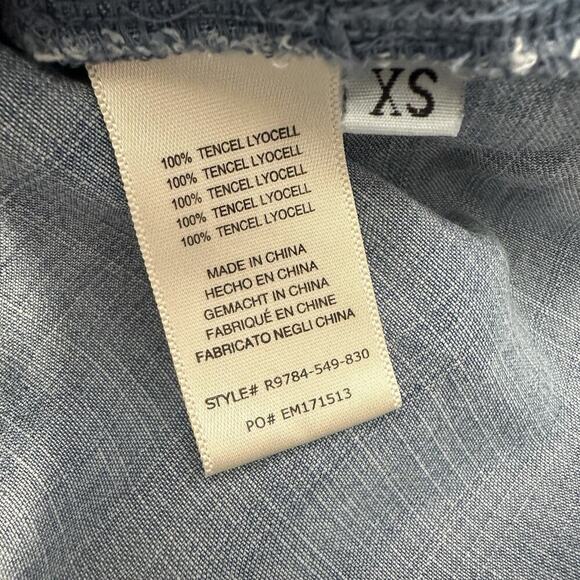 XS
100% TENCEL LYOCELL
100% TENCEL LYOCELL
100% TENCEL LYOCELL
100% TENCEL LYOCELL
100% TENCEL LYOCELL
MADE IN CHINA
HECHO EN CHINA
GEMACHT IN CHINA
FABRIQUÉ EN CHINE
FABRICATO NEGLI CHINA
STYLE# R9784-549-830
PO# EM171513